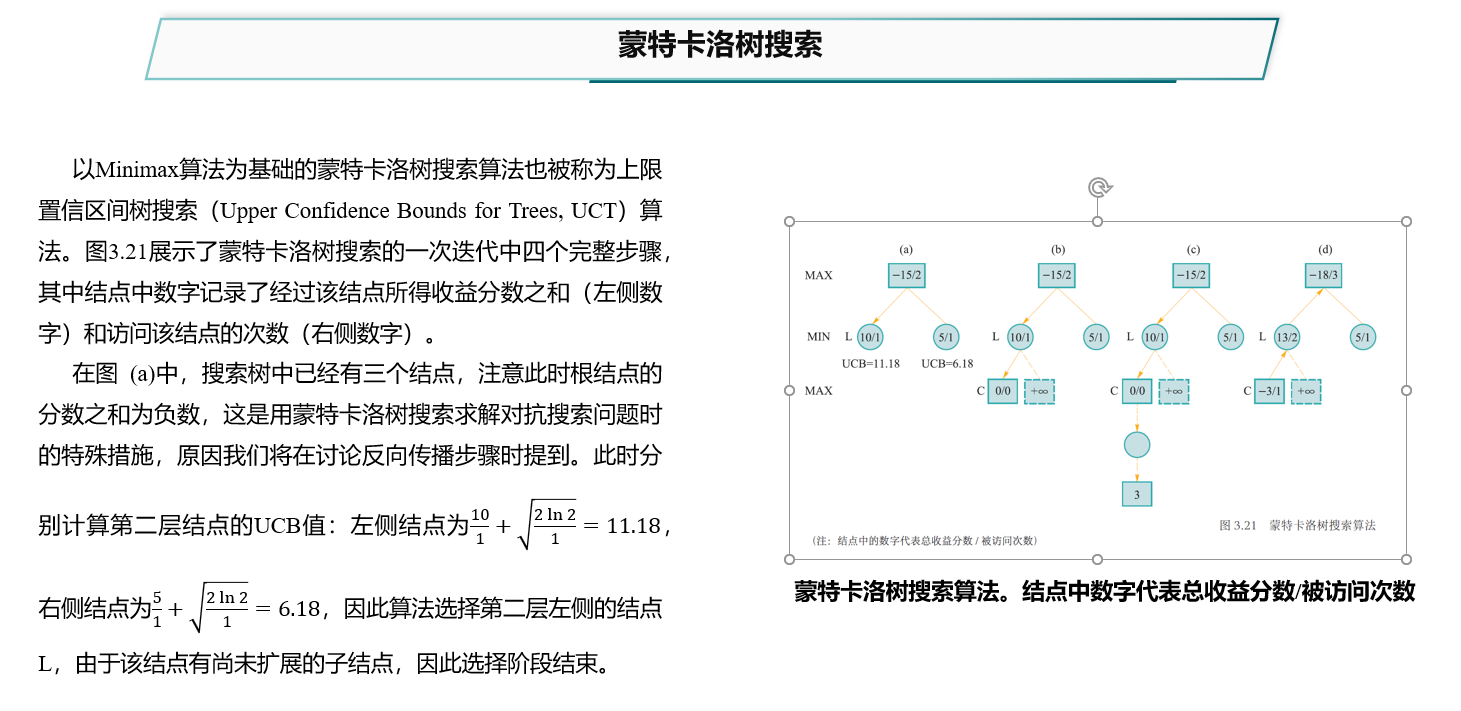 蒙特卡洛树搜索
以Minimax算法为基础的蒙特卡洛树搜索算法也被称为上限
置信区间树搜索（Upper Confidence Bounds for Trees, UCT）算
法。图3.21展示了蒙特卡洛树搜索的一次迭代中四个完整步骤，
其中结点中数字记录了经过该结点所得收益分数之和（左侧数
字）和访问该结点的次数（右侧数字）。
在图 (a)中，搜索树中已经有三个结点，注意此时根结点的
分数之和为负数，这是用蒙特卡洛树搜索求解对抗搜索问题时
的特殊措施，原因我们将在讨论反向传播步骤时提到。此时分
别计算第二层结点的UCB值：左侧结点为10/1 + √(2 ln 2/1) = 11.18，
右侧结点为5/1 + √(2 ln 2/1) = 6.18，因此算法选择第二层左侧的结点
L，由于该结点有尚未扩展的子结点，因此选择阶段结束。
(a) (b) (c) (d)
MAX −15/2 −15/2 −15/2 −18/3
MIN L 10/1 5/1 L 10/1 5/1 L 10/1 5/1 L 13/2 5/1
UCB=11.18 UCB=6.18
MAX C 0/0 +∞ C 0/0 +∞ C −3/1 +∞
3
图 3.21 蒙特卡洛树搜索算法
（注：结点中的数字代表总收益分数 / 被访问次数）
蒙特卡洛树搜索算法。结点中数字代表总收益分数/被访问次数